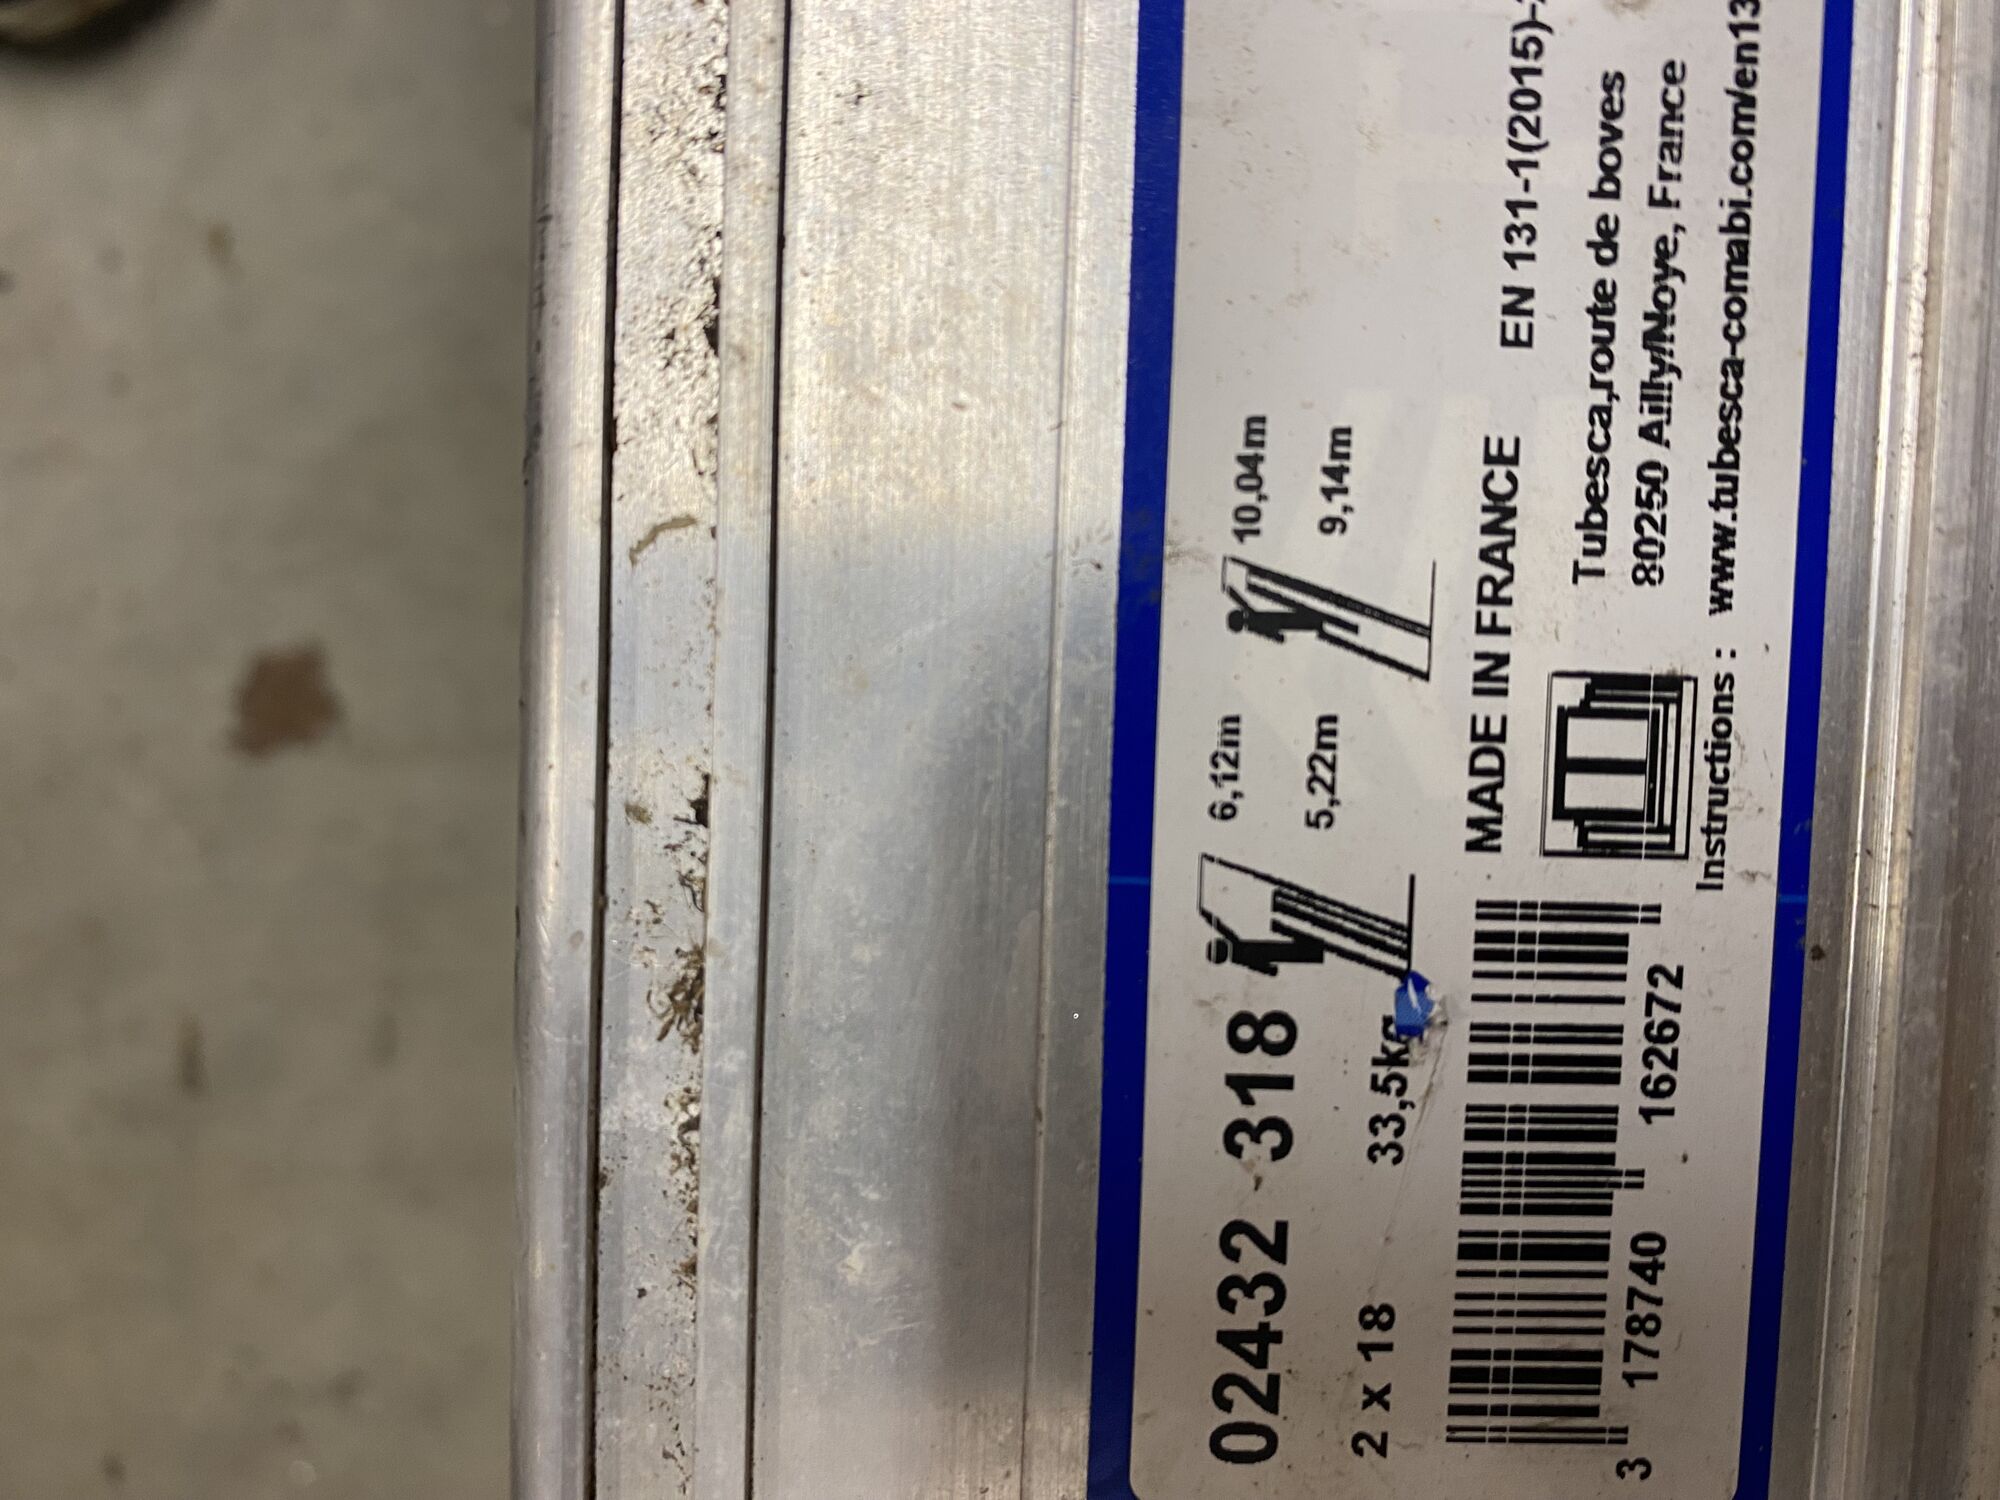 02432 318
6,12m
10,04m
5,22m
9,14m
2 x 18
33,5kg
MADE IN FRANCE
EN 131-1(2015)-
Tubesca,route de boves
80250 Ailly/Noye, France
Instructions : www.tubesca-comabi.com/en13
3 178740 162672